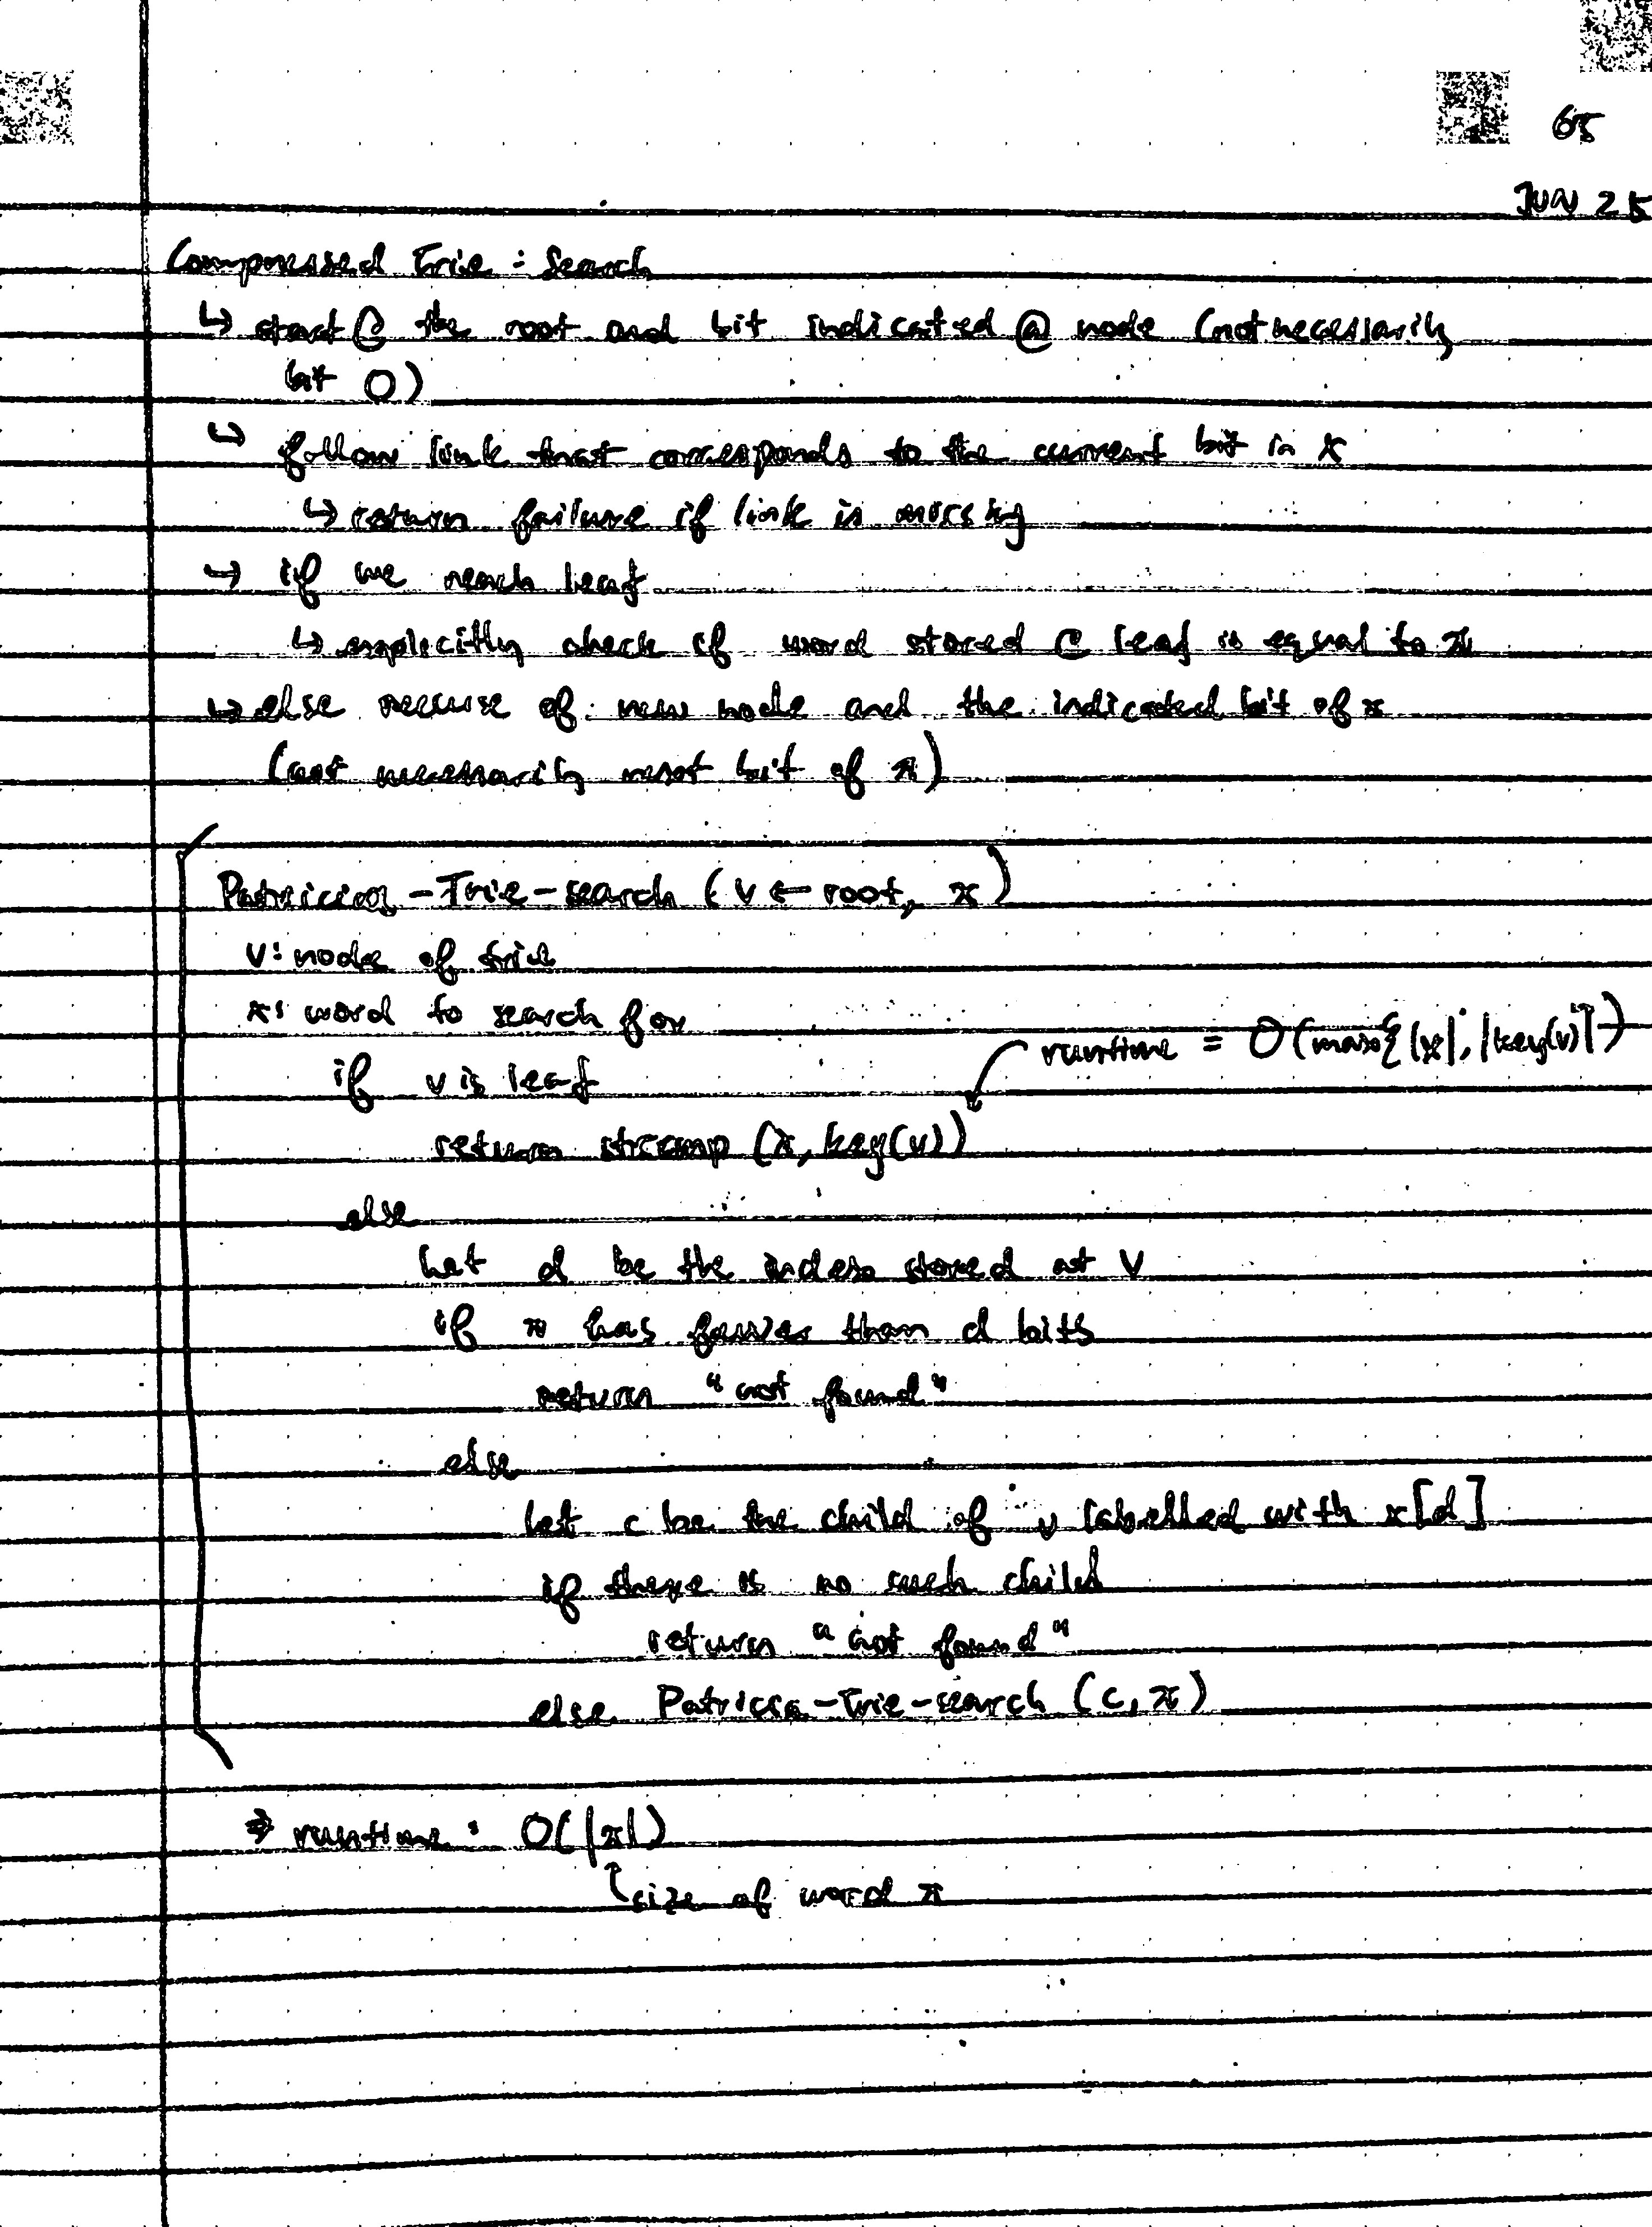 65
JUN 25
Compressed Trie : Search
↳ start @ the root and bit indicated @ node (not necessarily
bit 0)
↳ follow link that corresponds to the current bit in x
↳ return failure if link is missing
↳ if we reach leaf
↳ explicitly check if word stored @ leaf is equal to x
↳ else recurse of new node and the indicated bit of x
(not necessarily next bit of x)
Patricia-Trie-search (v ← root, x)
v: node of trie
x: word to search for
runtime = O(max{|x|, |key(v)|})
if v is leaf
return strcmp (x, key(v))
else
let d be the index stored at v
if x has fewer than d bits
return "not found"
else
let c be the child of v labelled with x[d]
if there is no such child
return "not found"
else Patricia-Trie-search (c, x)
⇒ runtime : O(|x|)
size of word x